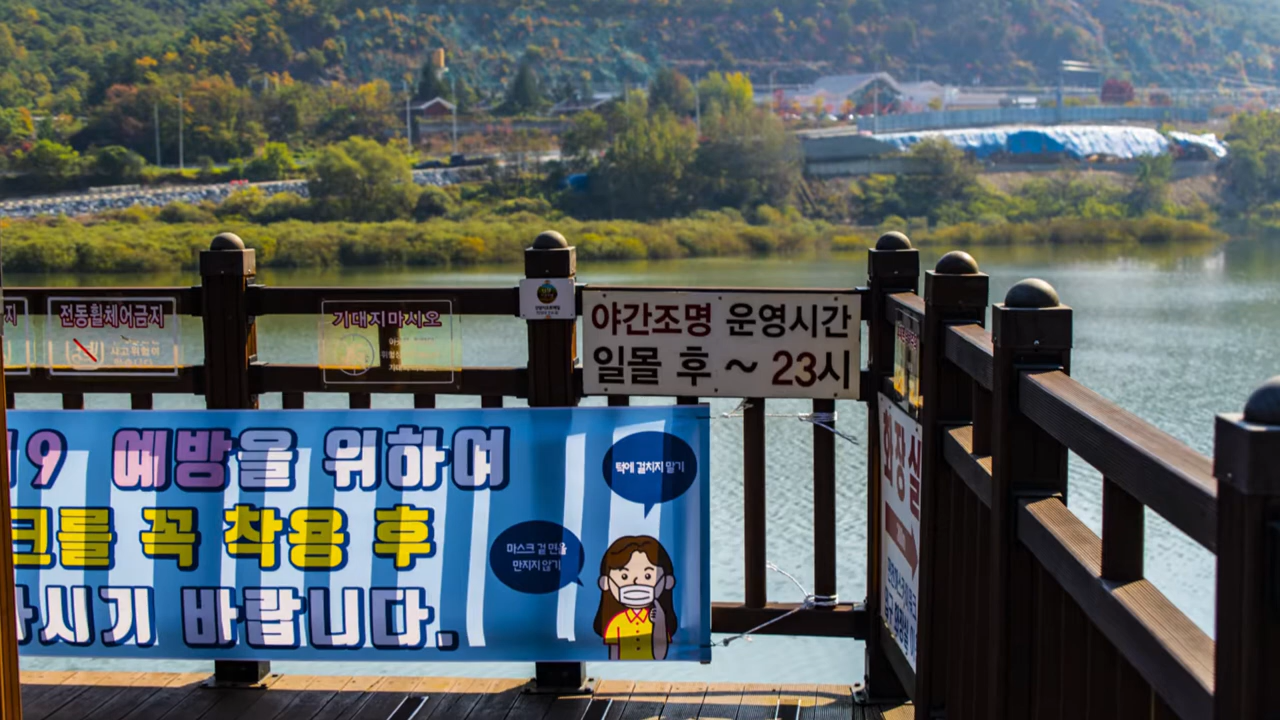 지
전동휠체어금지
기대지마시오
야간조명 운영시간
일몰 후 ~ 23시
화장실
9 예방을 위하여
크를 꼭 착용 후
시기 바랍니다.
턱에 걸치지 말기
마스크 겉 면을
만지지 않기